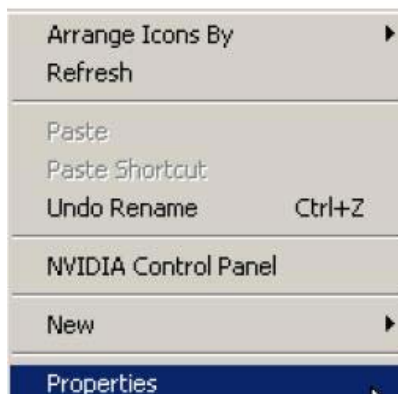 Arrange Icons By
Refresh
Paste
Paste Shortcut
Undo Rename Ctrl+Z
NVIDIA Control Panel
New
Properties